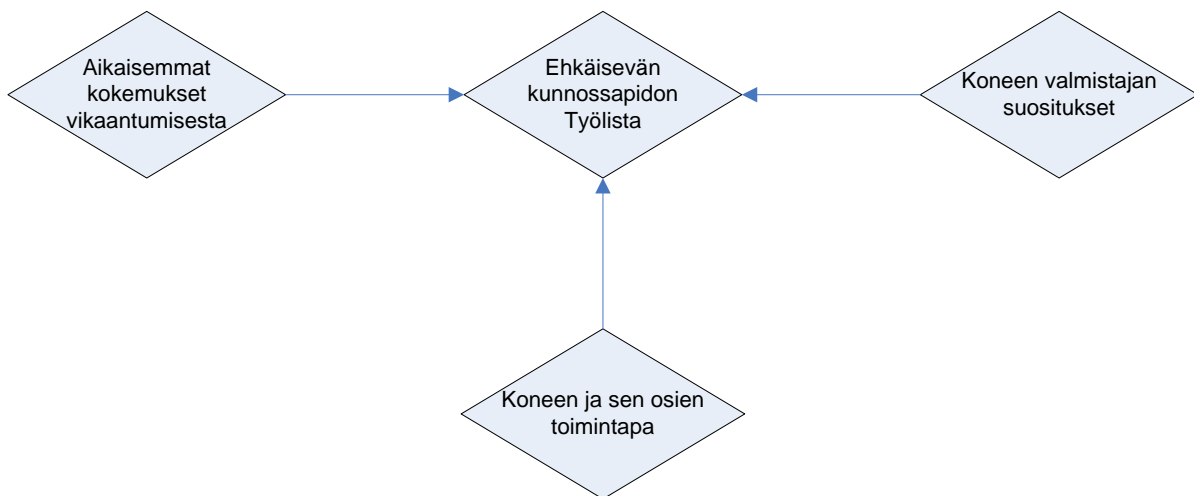 Aikaisemmat
kokemukset
vikaantumisesta
Ehkäisevän
kunnossapidon
Työlista
Koneen valmistajan
suositukset
Koneen ja sen osien
toimintapa